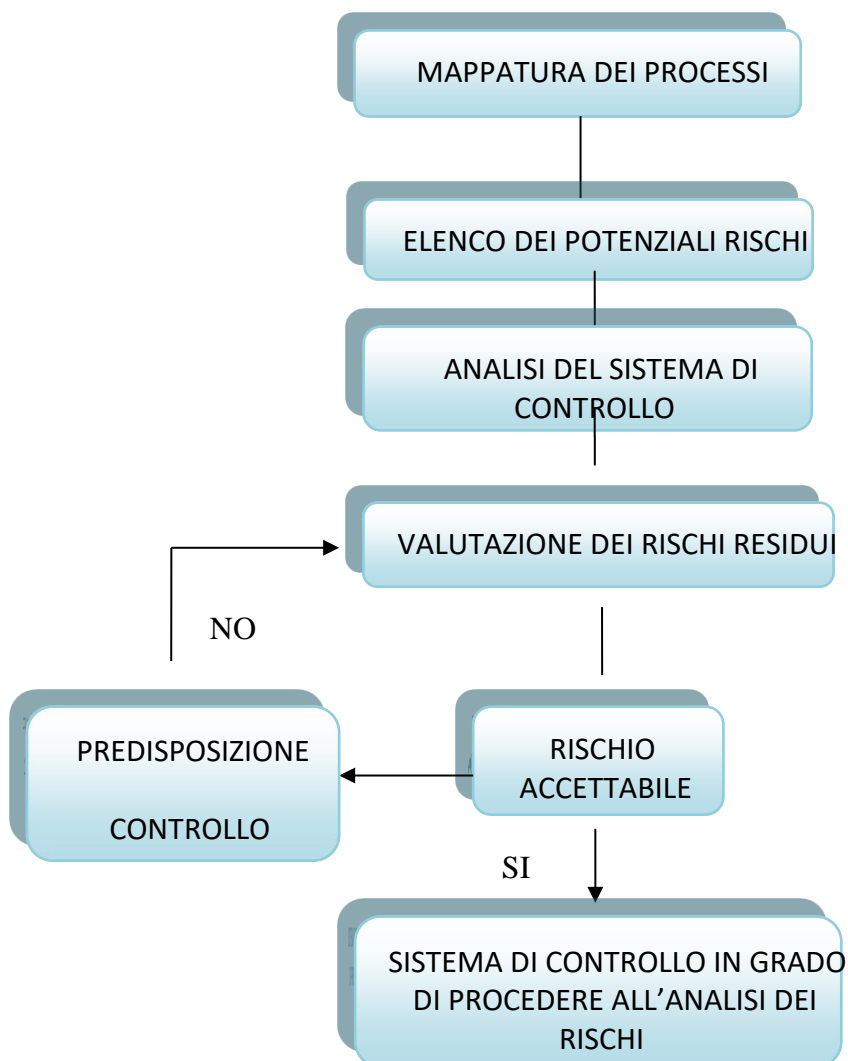 MAPPATURA DEI PROCESSI
ELENCO DEI POTENZIALI RISCHI
ANALISI DEL SISTEMA DI
CONTROLLO
VALUTAZIONE DEI RISCHI RESIDUI
NO
PREDISPOSIZIONE
CONTROLLO
RISCHIO
ACCETTABILE
SI
SISTEMA DI CONTROLLO IN GRADO
DI PROCEDERE ALL’ANALISI DEI
RISCHI